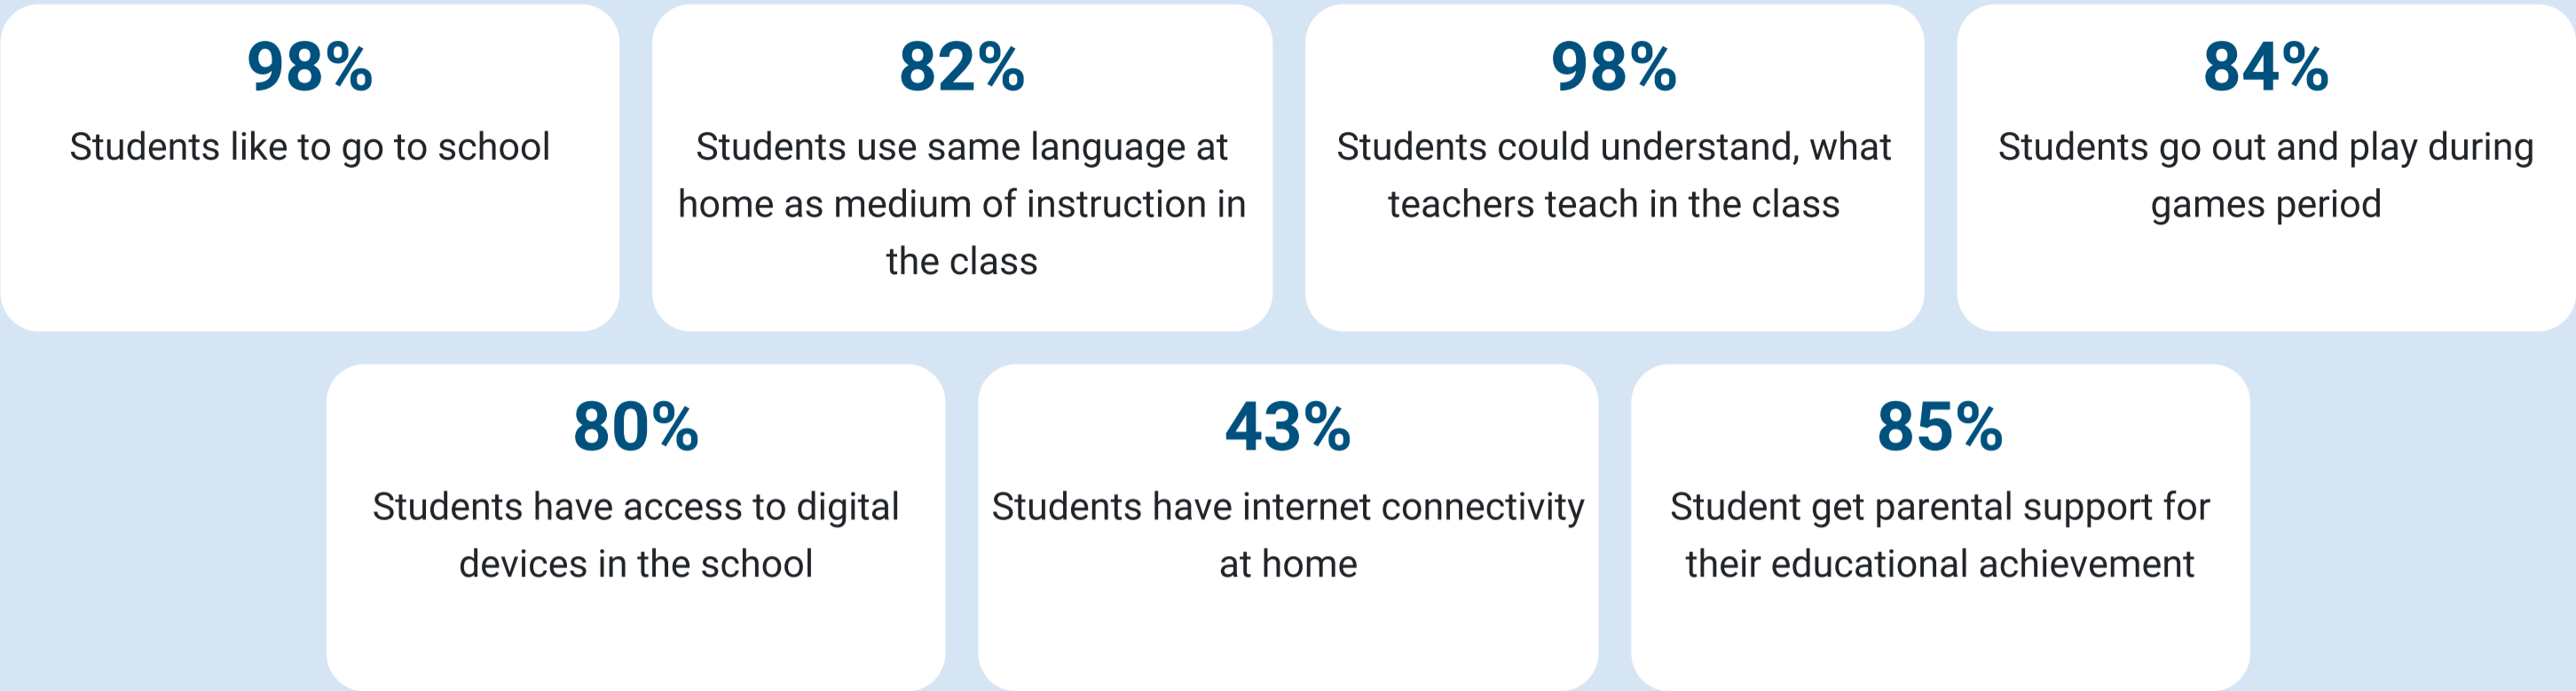 98%
Students like to go to school
82%
Students use same language at
home as medium of instruction in
the class
98%
Students could understand, what
teachers teach in the class
84%
Students go out and play during
games period
80%
Students have access to digital
devices in the school
43%
Students have internet connectivity
at home
85%
Student get parental support for
their educational achievement